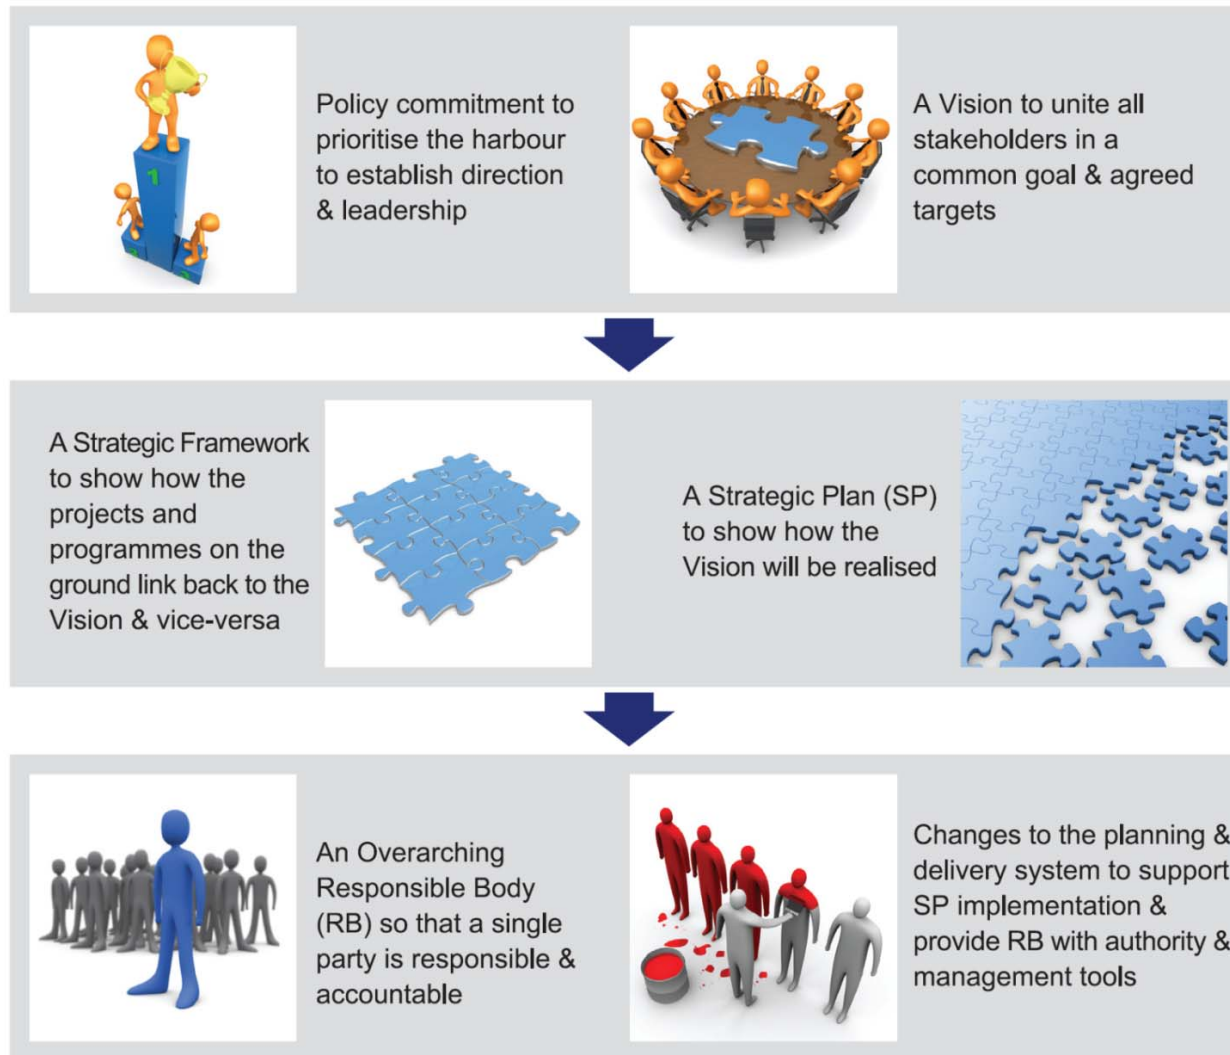 Policy commitment to
prioritise the harbour
to establish direction
& leadership
A Vision to unite all
stakeholders in a
common goal & agreed
targets
1
2
3
A Strategic Framework
to show how the
projects and
programmes on the
ground link back to the
Vision & vice-versa
A Strategic Plan (SP)
to show how the
Vision will be realised
An Overarching
Responsible Body
(RB) so that a single
party is responsible &
accountable
Changes to the planning &
delivery system to support
SP implementation &
provide RB with authority &
management tools